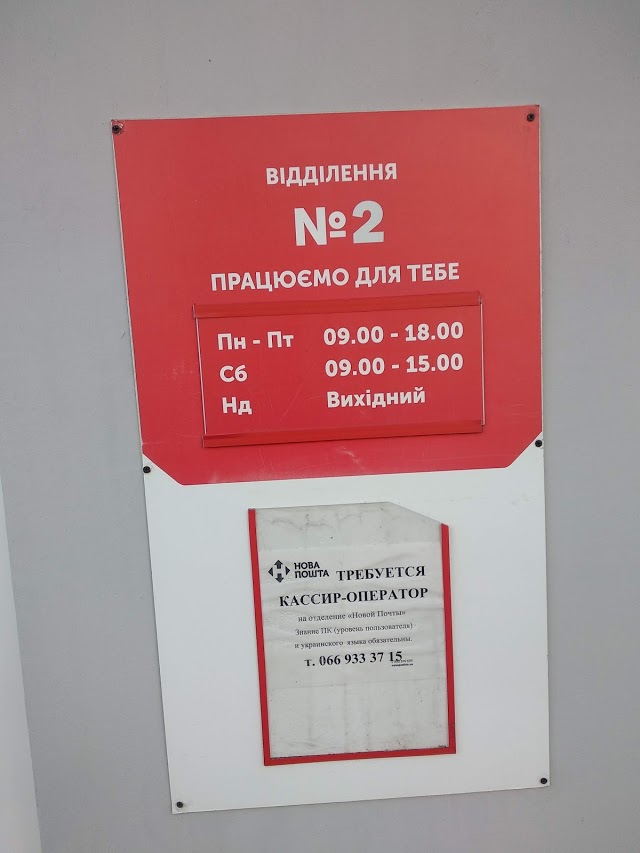 ВІДДІЛЕННЯ
№2
ПРАЦЮЄМО ДЛЯ ТЕБЕ
Пн - Пт 09.00 - 18.00
Сб 09.00 - 15.00
Нд Вихідний
НОВА
ПОШТА ТРЕБУЕТСЯ
КАССИР-ОПЕРАТОР
на отделение «Новой Почты»
Знание ПК (уровень пользователя)
и украинского языка обязательны.
т. 066 933 37 15